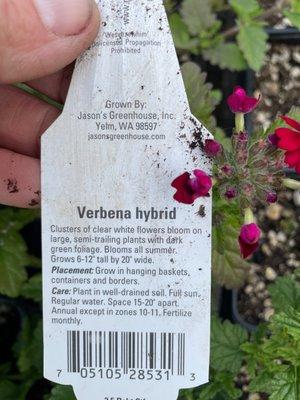 Unlicensed Propagation
Prohibited
Grown By:
Jason's Greenhouse, Inc.
Yelm, WA 98597
jasonsgreenhouse.com
Verbena hybrid
Clusters of clear white flowers bloom on
large, semi-trailing plants with dark
green foliage. Blooms all summer.
Grows 6-12" tall by 20" wide.
Placement: Grow in hanging baskets,
containers and borders.
Care: Plant in well-drained soil. Full sun.
Regular water. Space 15-20" apart.
Annual except in zones 10-11. Fertilize
monthly.
7 05105 28531 3